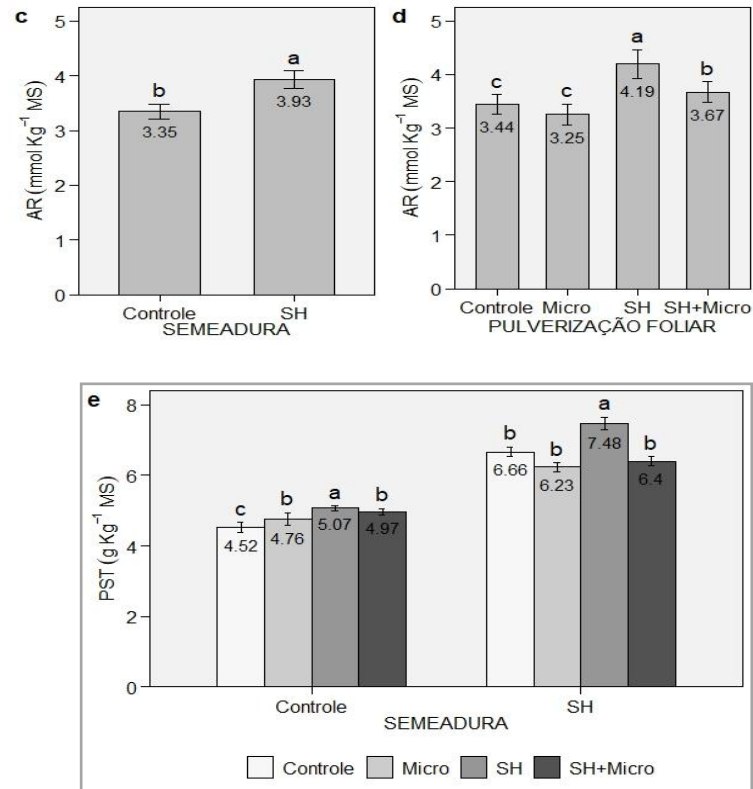 c
AR (mmol Kg⁻¹ MS)
5
4
3
2
1
0
b
a
3.35
3.93
Controle SH
SEMEADURA
d
AR (mmol Kg⁻¹ MS)
5
4
3
2
1
0
c c a b
3.44 3.25 4.19 3.67
Controle Micro SH SH+Micro
PULVERIZAÇÃO FOLIAR
e
PST (g Kg⁻¹ MS)
8
6
4
2
0
c b a b
4.52 4.76 5.07 4.97
b b a b
6.66 6.23 7.48 6.4
Controle SH
SEMEADURA
Controle Micro SH SH+Micro